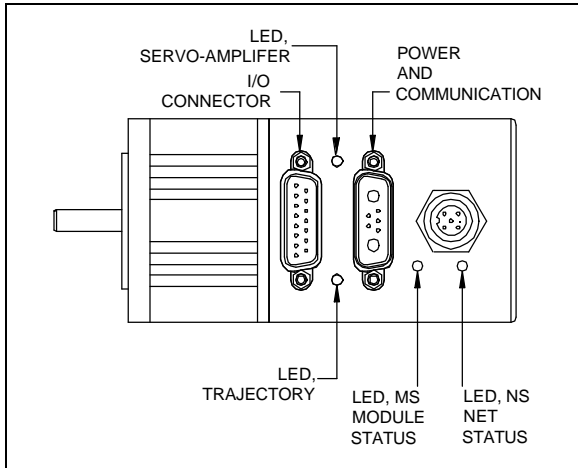 LED,
SERVO-AMPLIFER
I/O
CONNECTOR
POWER
AND
COMMUNICATION
LED,
TRAJECTORY
LED, MS
MODULE
STATUS
LED, NS
NET
STATUS